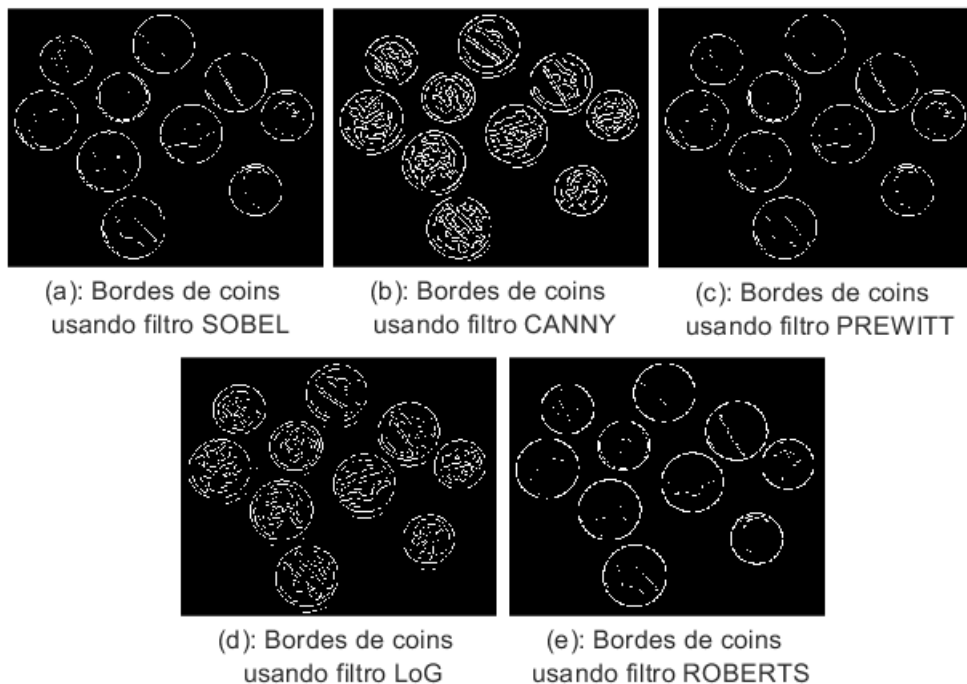 (a): Bordes de coins
usando filtro SOBEL
(b): Bordes de coins
usando filtro CANNY
(c): Bordes de coins
usando filtro PREWITT
(d): Bordes de coins
usando filtro LoG
(e): Bordes de coins
usando filtro ROBERTS